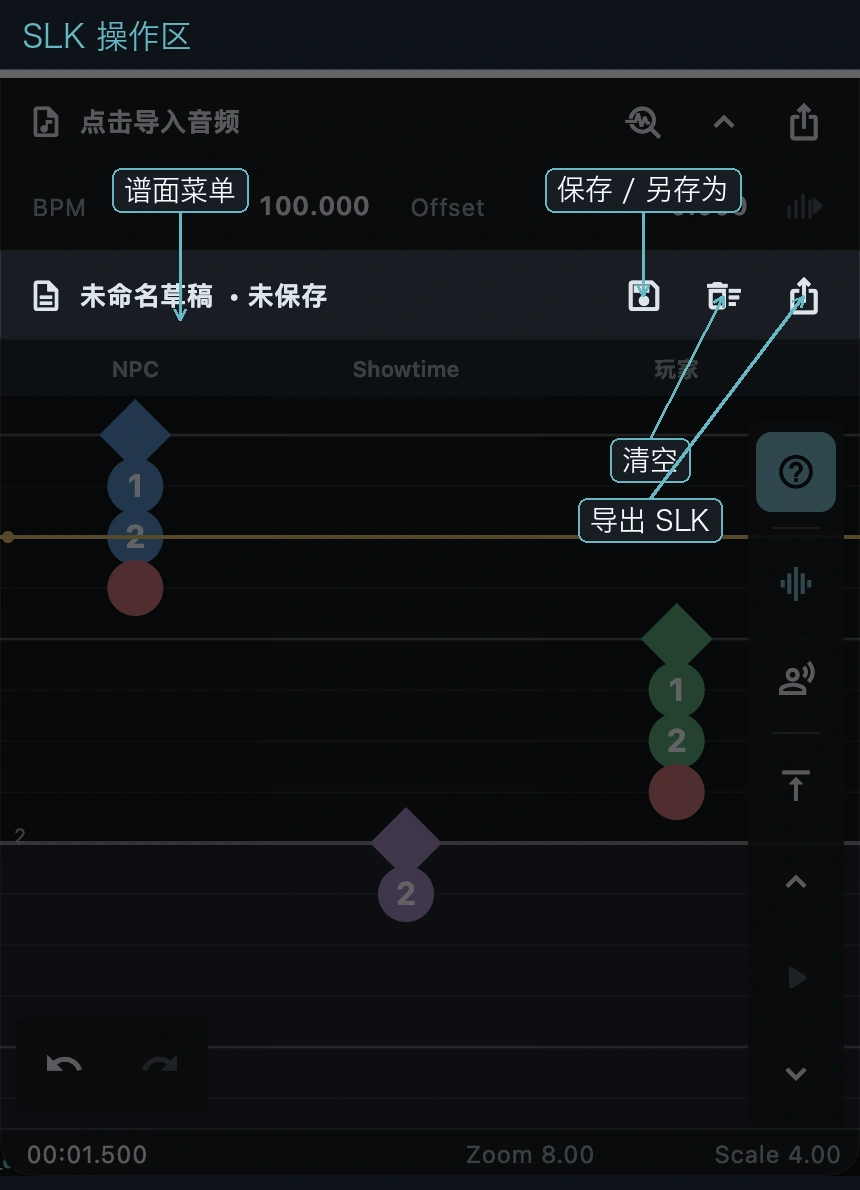 SLK 操作区
点击导入音频
谱面菜单
保存 / 另存为
BPM
100.000
Offset
未命名草稿 • 未保存
NPC
Showtime
玩家
1
2
清空
导出 SLK
1
2
2
2
00:01.500
Zoom 8.00
Scale 4.00